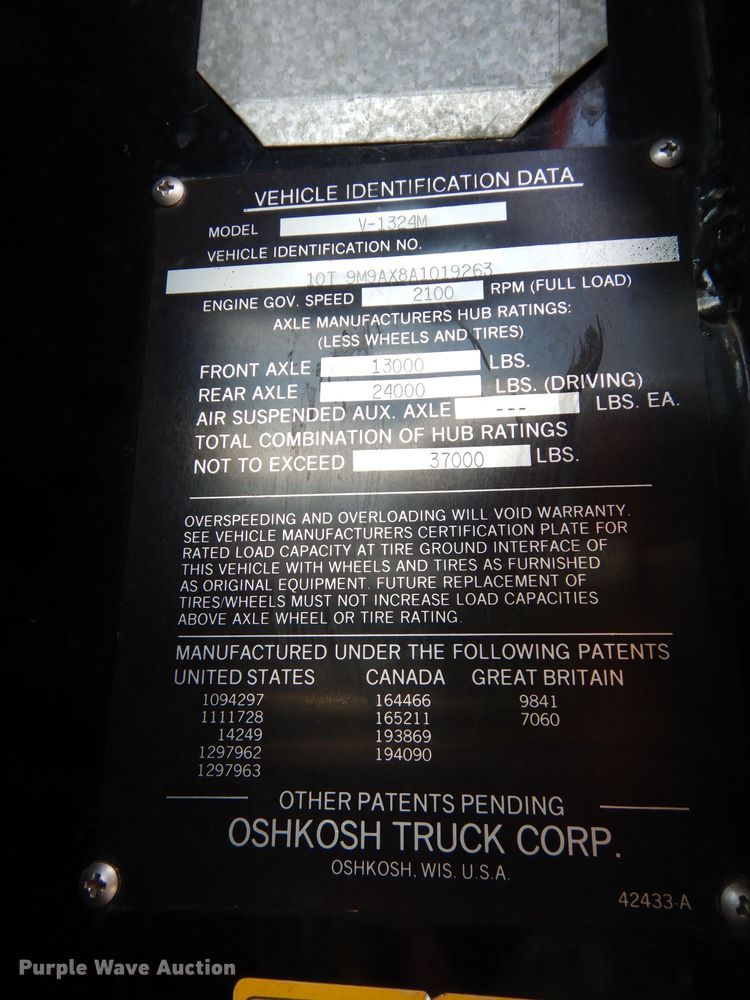 VEHICLE IDENTIFICATION DATA
MODEL V-1324M
VEHICLE IDENTIFICATION NO.
10T 9M9AX8A1019263
ENGINE GOV. SPEED 2100 RPM (FULL LOAD)
AXLE MANUFACTURERS HUB RATINGS:
(LESS WHEELS AND TIRES)
FRONT AXLE 13000 LBS.
REAR AXLE 24000 LBS. (DRIVING)
AIR SUSPENDED AUX. AXLE --- LBS. EA.
TOTAL COMBINATION OF HUB RATINGS
NOT TO EXCEED 37000 LBS.
OVERSPEEDING AND OVERLOADING WILL VOID WARRANTY.
SEE VEHICLE MANUFACTURERS CERTIFICATION PLATE FOR
RATED LOAD CAPACITY AT TIRE GROUND INTERFACE OF
THIS VEHICLE WITH WHEELS AND TIRES AS FURNISHED
AS ORIGINAL EQUIPMENT. FUTURE REPLACEMENT OF
TIRES/WHEELS MUST NOT INCREASE LOAD CAPACITIES
ABOVE AXLE WHEEL OR TIRE RATING.
MANUFACTURED UNDER THE FOLLOWING PATENTS
UNITED STATES CANADA GREAT BRITAIN
1094297 164466 9841
1111728 165211 7060
14249 193869
1297962 194090
1297963
OTHER PATENTS PENDING
OSHKOSH TRUCK CORP.
OSHKOSH, WIS. U.S.A.
42433-A
Purple Wave Auction